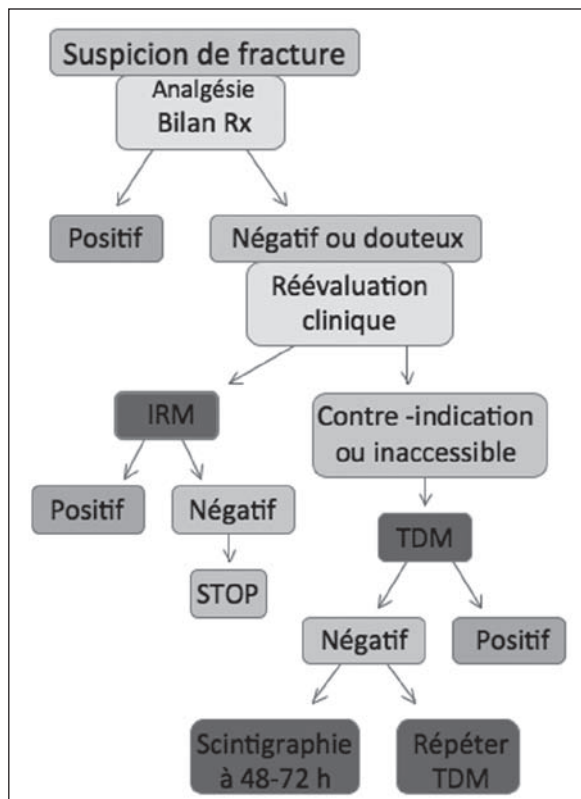 Suspicion de fracture
Analgésie
Bilan Rx
Positif
Négatif ou douteux
Réévaluation
clinique
IRM
Contre -indication
ou inaccessible
Positif
Négatif
TDM
STOP
Négatif
Positif
Scintigraphie
à 48-72 h
Répéter
TDM